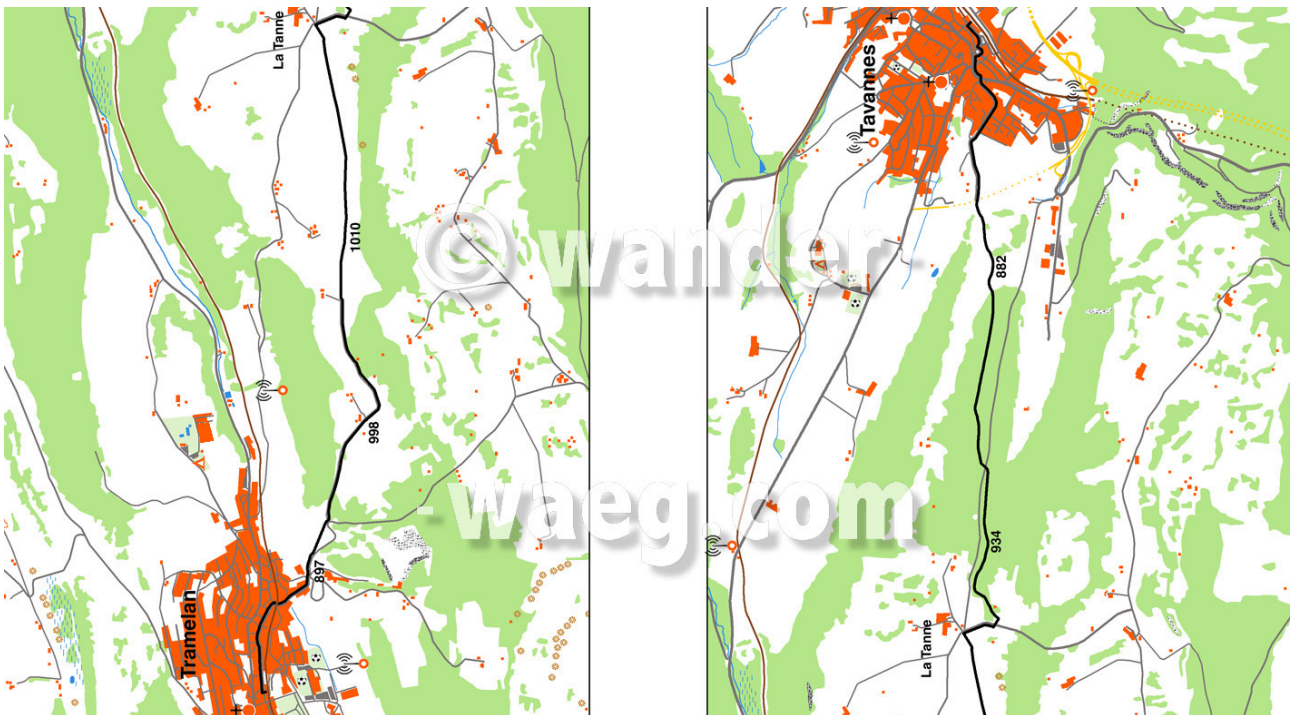 La Tanne
1010
998
897
Tramelan
Tavannes
882
934
La Tanne
© wander-
-waeg.com